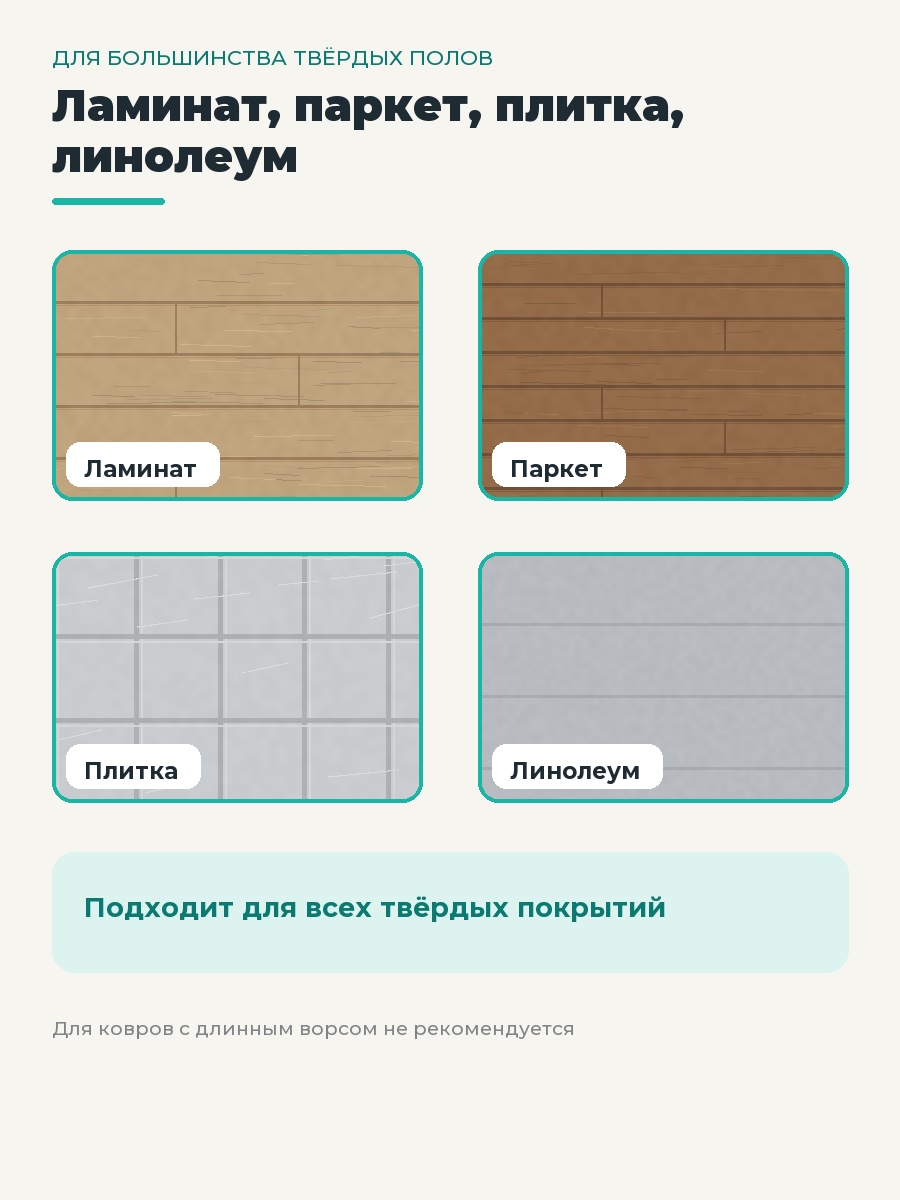 ДЛЯ БОЛЬШИНСТВА ТВЁРДЫХ ПОЛОВ
Ламинат, паркет, плитка,
линолеум
Ламинат
Паркет
Плитка
Линолеум
Подходит для всех твёрдых покрытий
Для ковров с длинным ворсом не рекомендуется